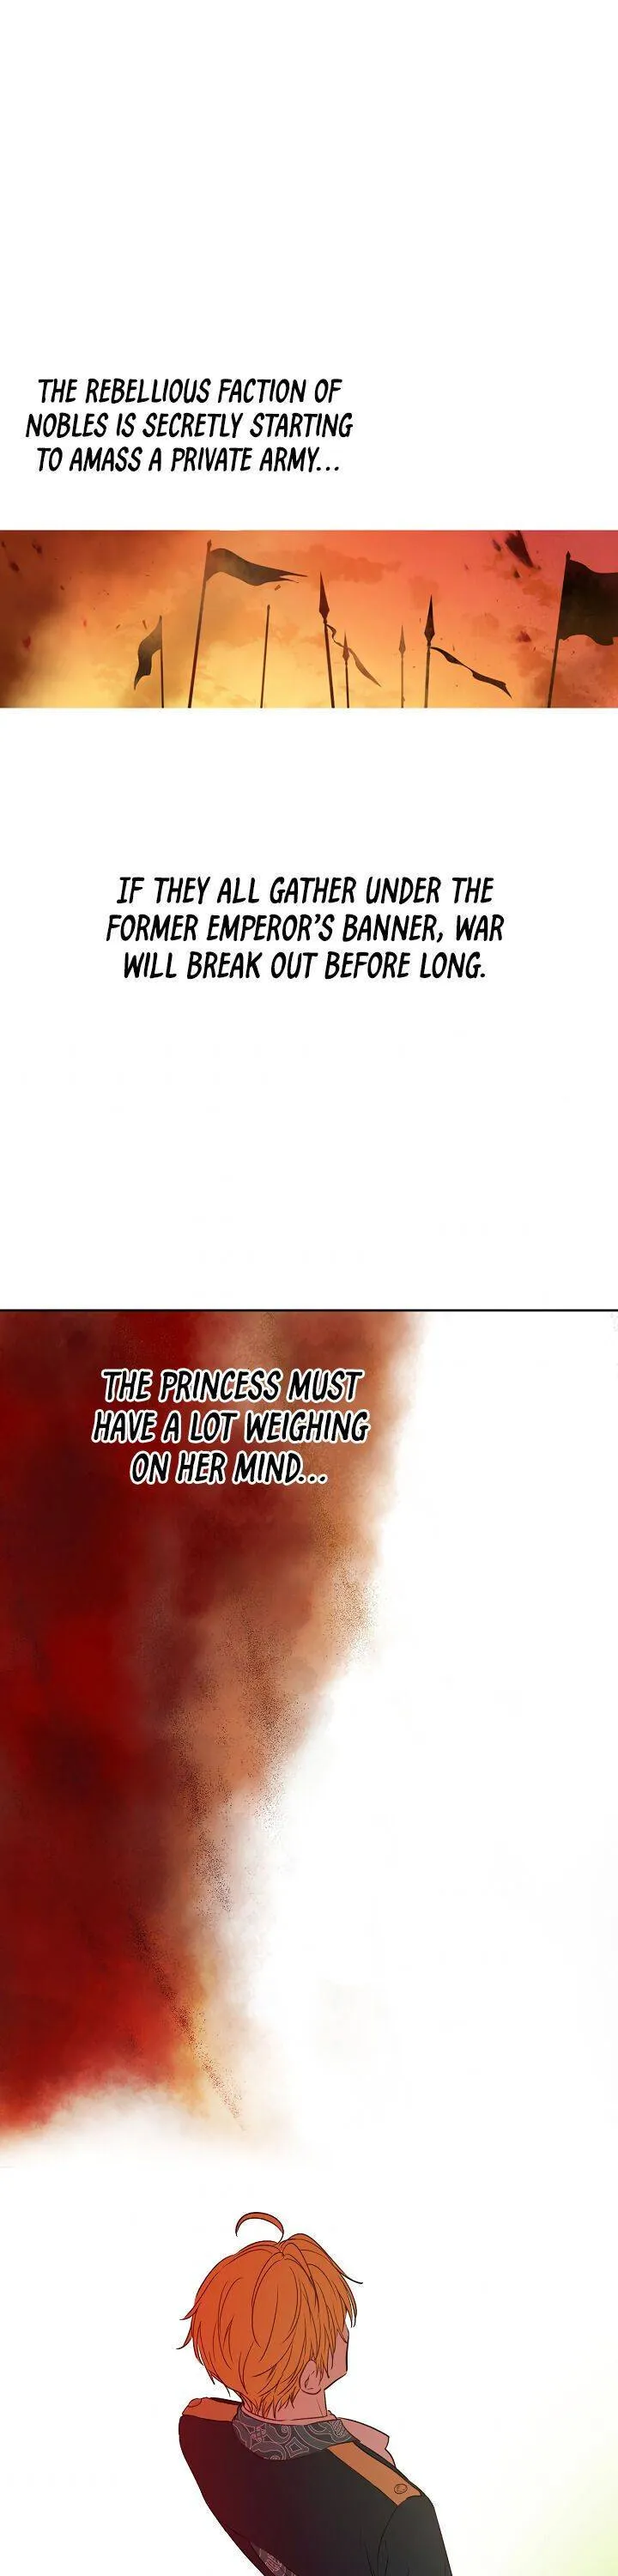 THE REBELLIOUS FACTION OF
NOBLES IS SECRETLY STARTING
TO AMASS A PRIVATE ARMY...
IF THEY ALL GATHER UNDER THE
FORMER EMPEROR'S BANNER, WAR
WILL BREAK OUT BEFORE LONG.
THE PRINCESS MUST
HAVE A LOT WEIGHING
ON HER MIND...